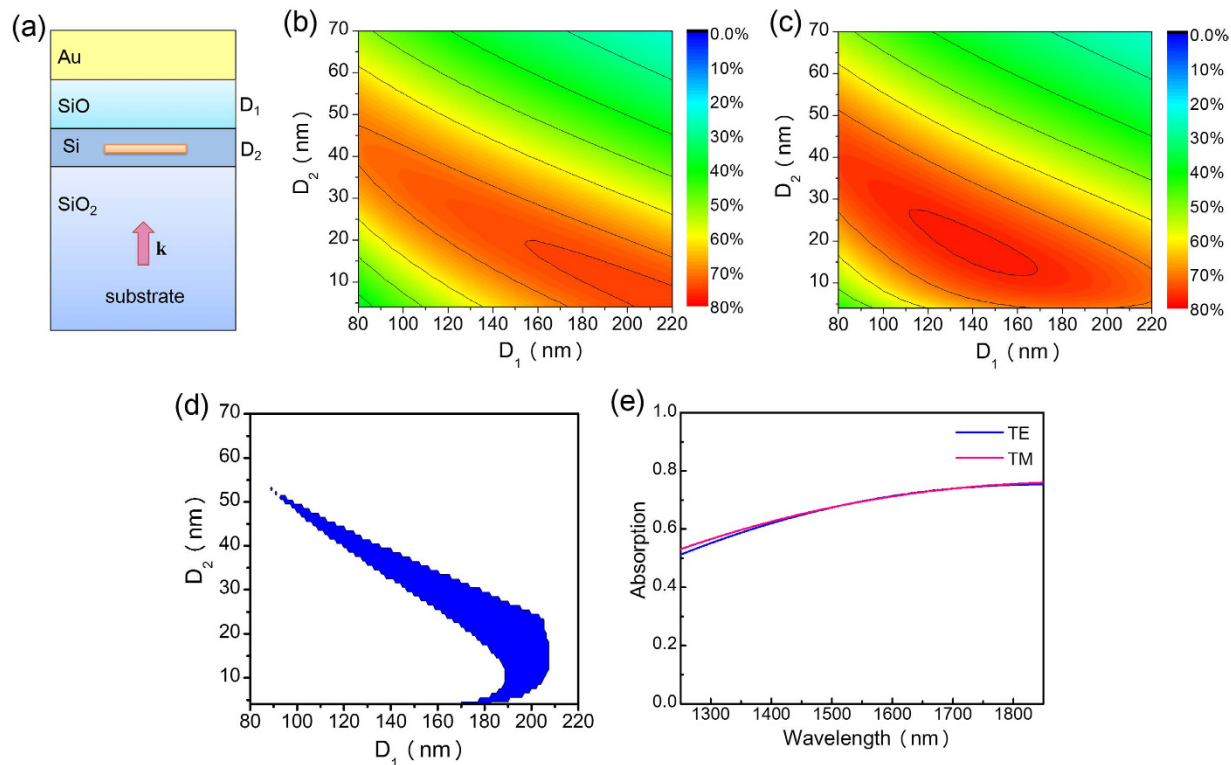 (a)
Au
SiO D₁
Si D₂
SiO₂
k
substrate
(b)
70
60
50
40
30
20
10
D₂ (nm)
80 100 120 140 160 180 200 220
D₁ (nm)
0.0%
10%
20%
30%
40%
50%
60%
70%
80%
(c)
70
60
50
40
30
20
10
D₂ (nm)
80 100 120 140 160 180 200 220
D₁ (nm)
0.0%
10%
20%
30%
40%
50%
60%
70%
80%
(d)
70
60
50
40
30
20
10
D₂ (nm)
80 100 120 140 160 180 200 220
D₁ (nm)
(e)
1.0
0.8
0.6
0.4
0.2
0.0
Absorption
TE
TM
1300 1400 1500 1600 1700 1800
Wavelength (nm)